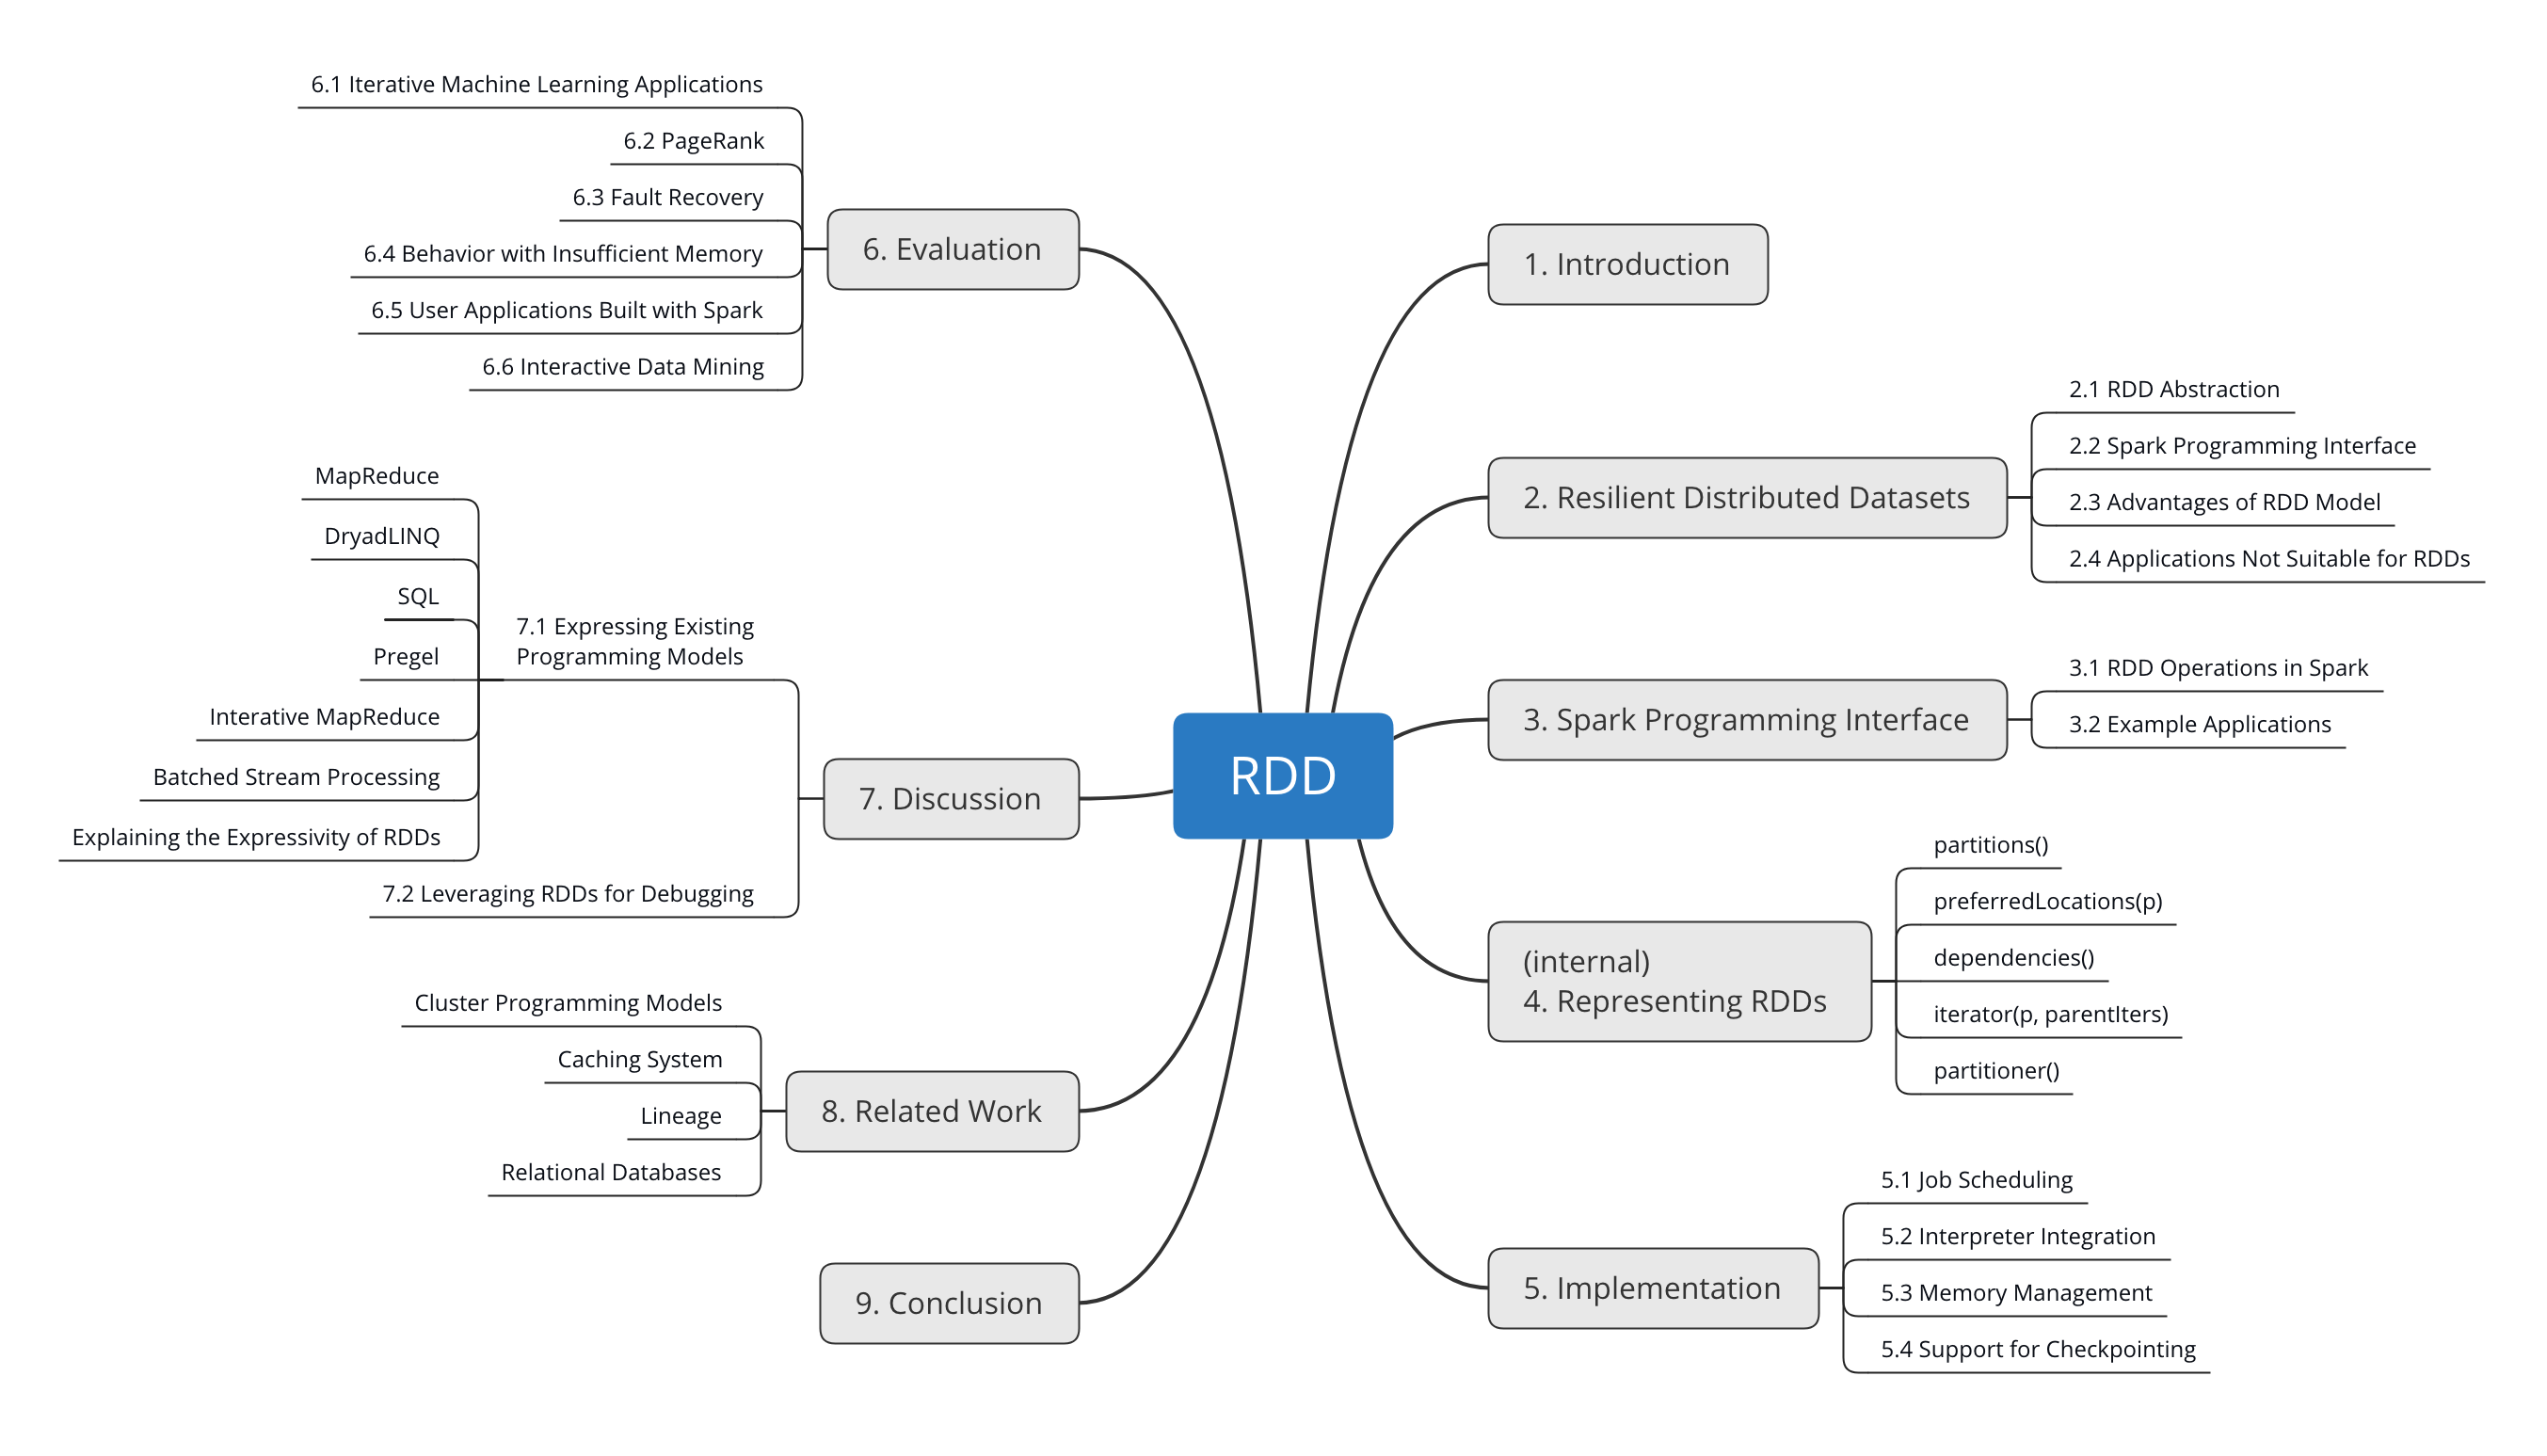 RDD
1. Introduction
2. Resilient Distributed Datasets
2.1 RDD Abstraction
2.2 Spark Programming Interface
2.3 Advantages of RDD Model
2.4 Applications Not Suitable for RDDs
3. Spark Programming Interface
3.1 RDD Operations in Spark
3.2 Example Applications
(internal)
4. Representing RDDs
partitions()
preferredLocations(p)
dependencies()
iterator(p, parentIters)
partitioner()
5. Implementation
5.1 Job Scheduling
5.2 Interpreter Integration
5.3 Memory Management
5.4 Support for Checkpointing
6. Evaluation
6.1 Iterative Machine Learning Applications
6.2 PageRank
6.3 Fault Recovery
6.4 Behavior with Insufficient Memory
6.5 User Applications Built with Spark
6.6 Interactive Data Mining
7. Discussion
7.1 Expressing Existing
Programming Models
MapReduce
DryadLINQ
SQL
Pregel
Interative MapReduce
Batched Stream Processing
Explaining the Expressivity of RDDs
7.2 Leveraging RDDs for Debugging
8. Related Work
Cluster Programming Models
Caching System
Lineage
Relational Databases
9. Conclusion